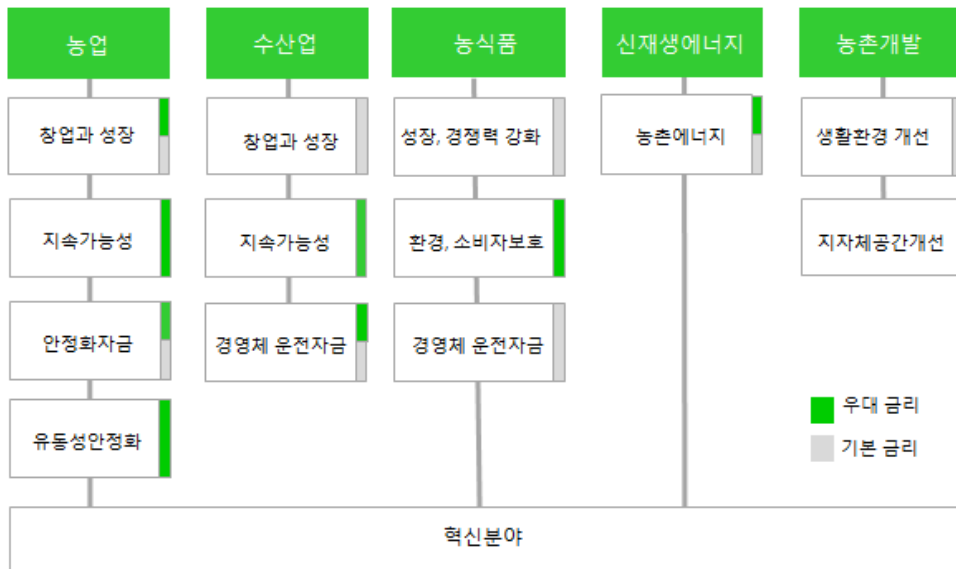 농업
수산업
농식품
신재생에너지
농촌개발
창업과 성장
창업과 성장
성장, 경쟁력 강화
농촌에너지
생활환경 개선
지속가능성
지속가능성
환경, 소비자보호
지자체공간개선
안정화자금
경영체 운전자금
경영체 운전자금
유동성안정화
우대 금리
기본 금리
혁신분야